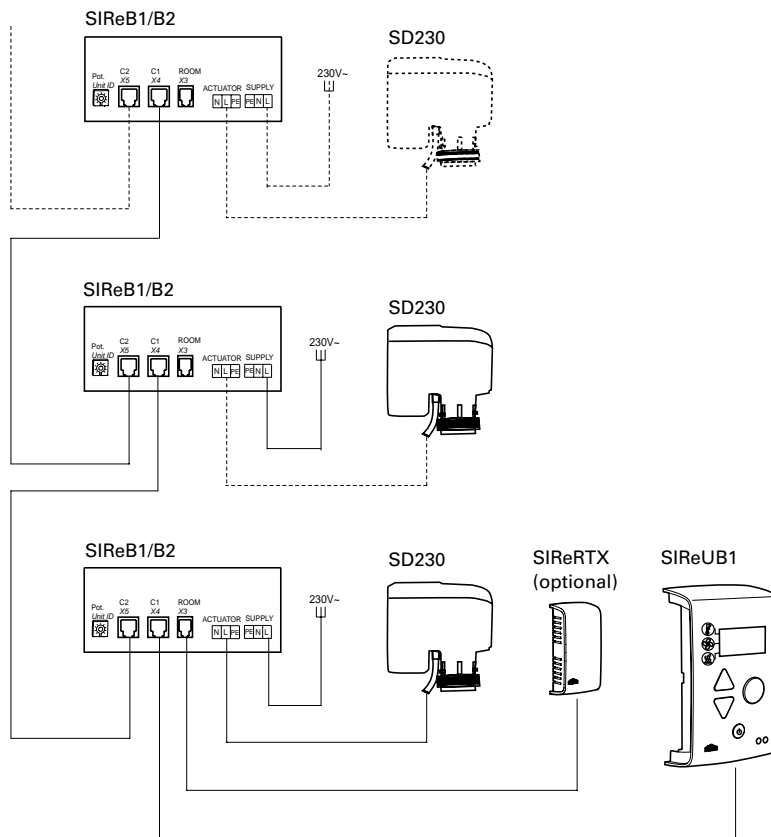 SIReB1/B2
SD230
Pot.
Unit ID
C2
X5
C1
X4
ROOM
X3
ACTUATOR SUPPLY
N L PE PE N L
230V~
SIReB1/B2
SD230
Pot.
Unit ID
C2
X5
C1
X4
ROOM
X3
ACTUATOR SUPPLY
N L PE PE N L
230V~
SIReB1/B2
SD230
SIReRTX
(optional)
SIReUB1
Pot.
Unit ID
C2
X5
C1
X4
ROOM
X3
ACTUATOR SUPPLY
N L PE PE N L
230V~